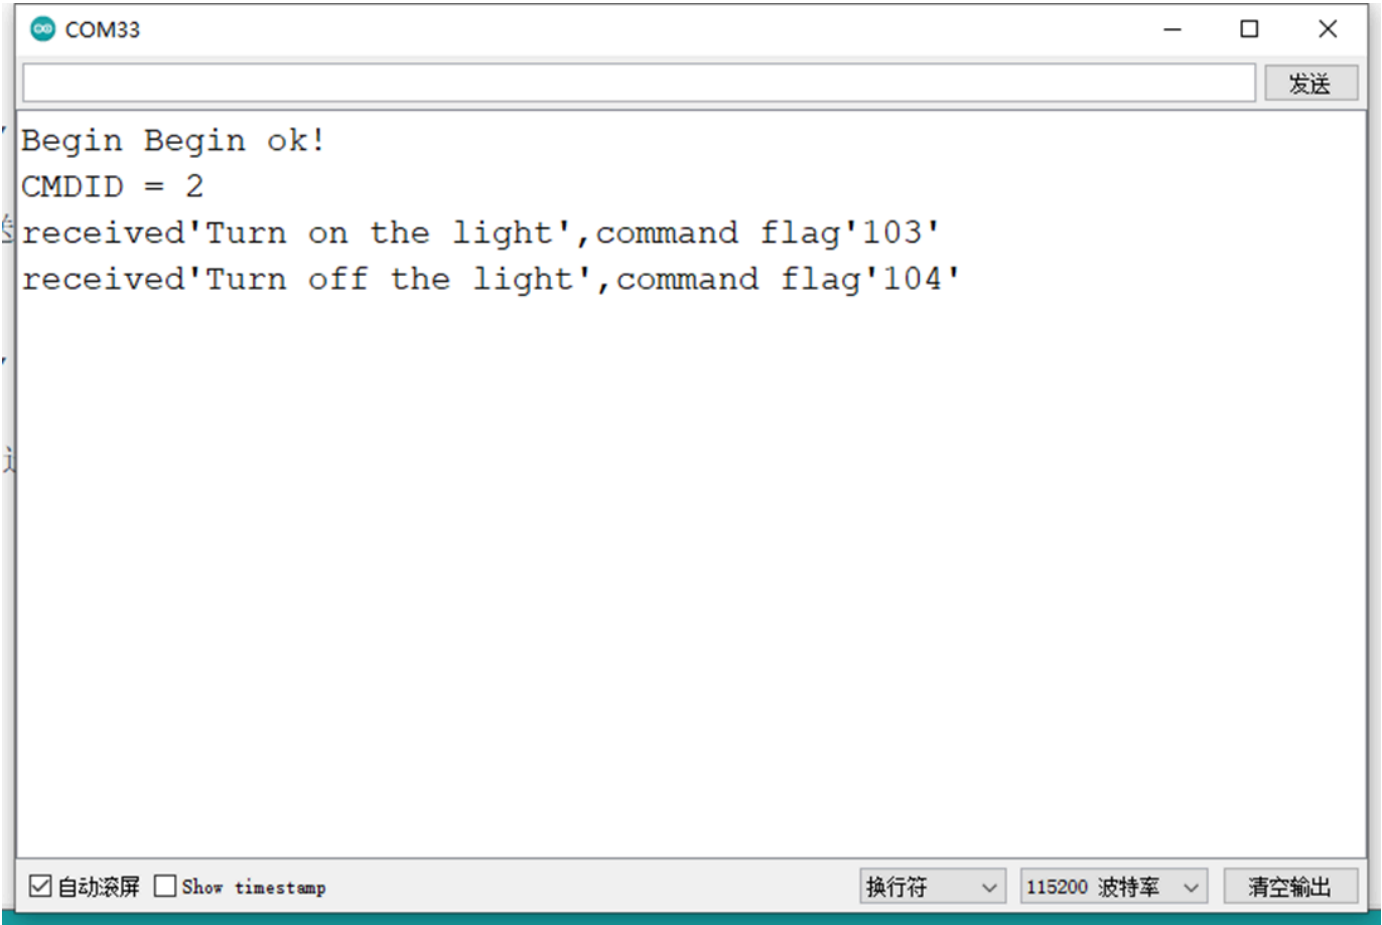 COM33
发送
Begin Begin ok!
CMDID = 2
received'Turn on the light',command flag'103'
received'Turn off the light',command flag'104'
自动滚屏 Show timestamp 换行符 115200 波特率 清空输出